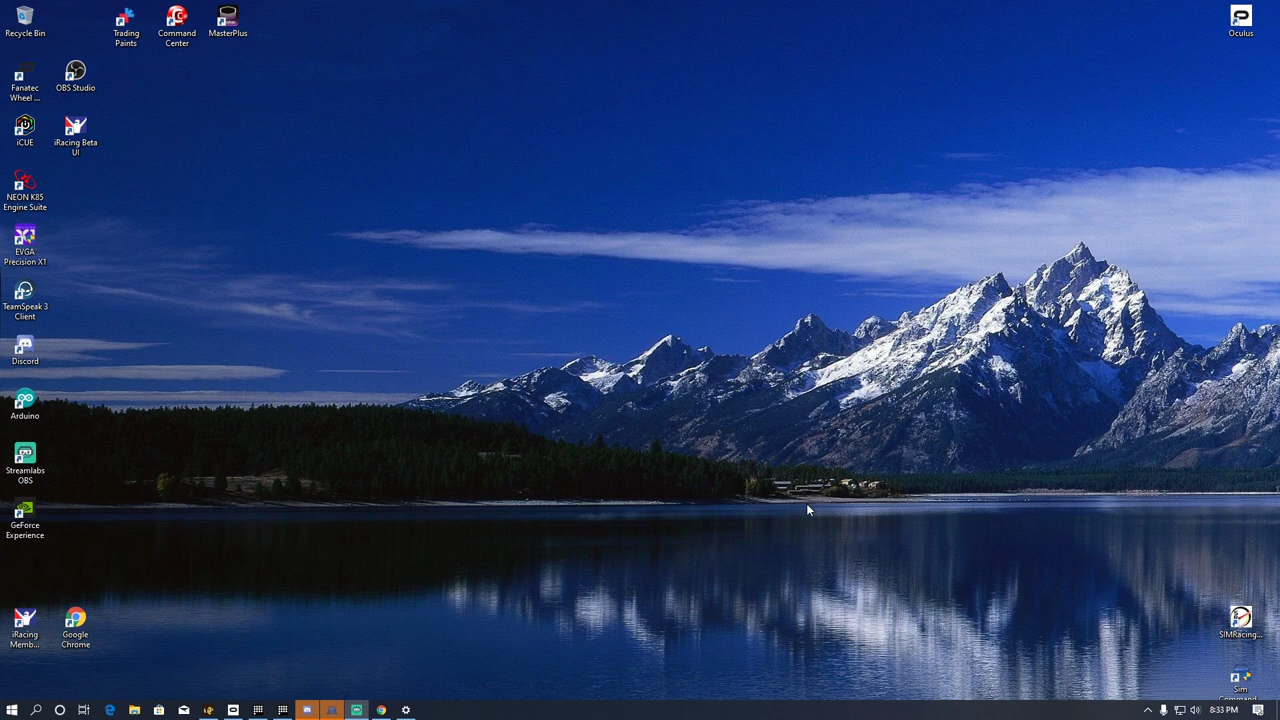 Recycle Bin
Trading
Paints
Command
Center
MasterPlus
Oculus
Fanatec
Wheel ...
OBS Studio
iCUE
iRacing Beta
UI
NEON K85
Engine Suite
EVGA
Precision X1
TeamSpeak 3
Client
Discord
Arduino
Streamlabs
OBS
GeForce
Experience
iRacing
Memb...
Google
Chrome
SIMRacing...
Sim
Command
8:33 PM